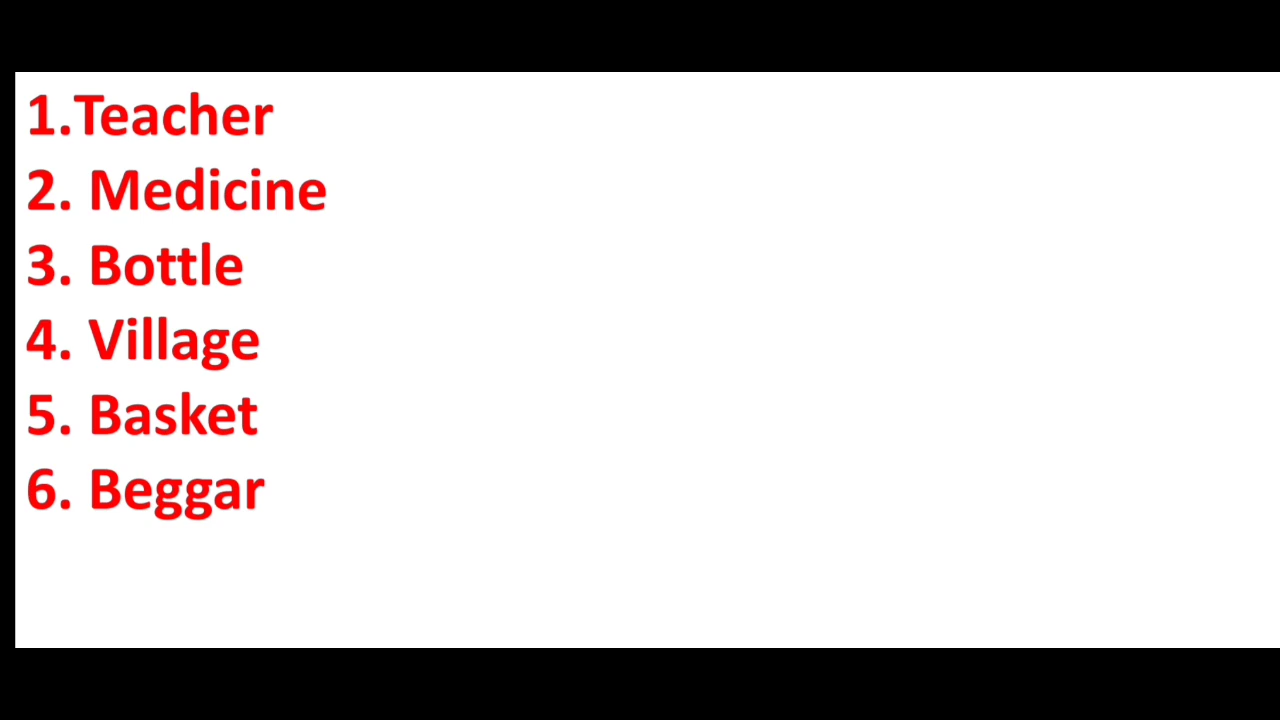 1.Teacher
2. Medicine
3. Bottle
4. Village
5. Basket
6. Beggar